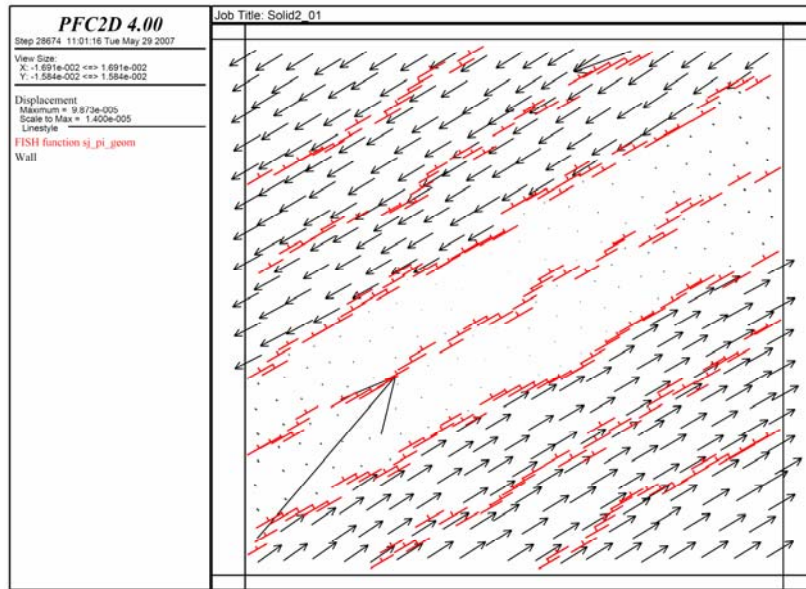 PFC2D 4.00
Step 28674 11:01:16 Tue May 29 2007
View Size:
X: -1.691e-002 <=> 1.691e-002
Y: -1.584e-002 <=> 1.584e-002
Displacement
Maximum = 9.873e-005
Scale to Max = 1.400e-005
Linestyle
FISH function sj_pi_geom
Wall
Job Title: Solid2_01